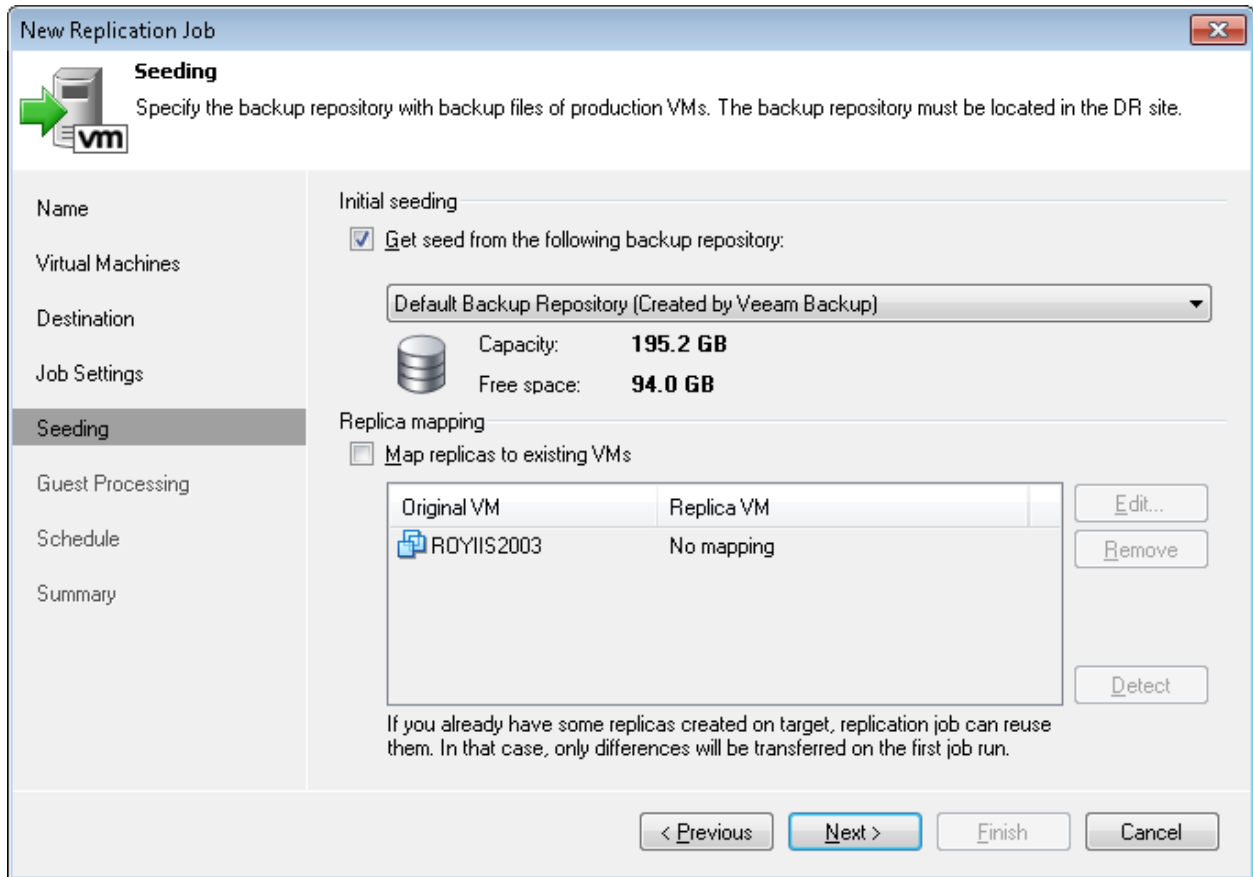 New Replication Job
Seeding
Specify the backup repository with backup files of production VMs. The backup repository must be located in the DR site.
vm
Name
Virtual Machines
Destination
Job Settings
Seeding
Guest Processing
Schedule
Summary
Initial seeding
Get seed from the following backup repository:
Default Backup Repository (Created by Veeam Backup)
Capacity: 195.2 GB
Free space: 94.0 GB
Replica mapping
Map replicas to existing VMs
Original VM Replica VM
ROYIIS2003 No mapping
Edit...
Remove
Detect
If you already have some replicas created on target, replication job can reuse
them. In that case, only differences will be transferred on the first job run.
< Previous Next > Finish Cancel